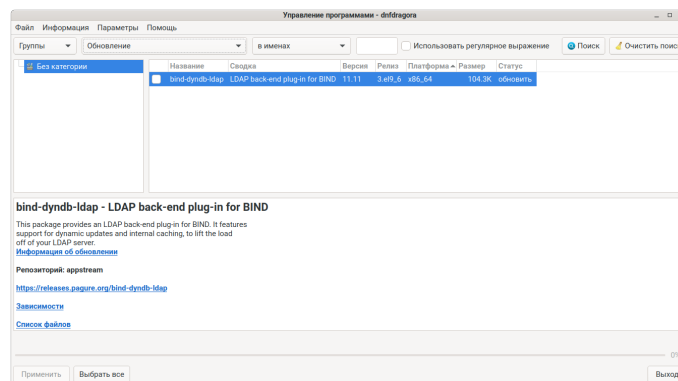 Управление программами - dnfdragora
Файл Информация Параметры Помощь
Группы Обновление в именах Использовать регулярное выражение Поиск Очистить поиск
Без категории
Название Сводка Версия Релиз Платформа Размер Статус
bind-dyndb-ldap LDAP back-end plug-in for BIND 11.11 3.el9_6 x86_64 104.3K обновить
bind-dyndb-ldap - LDAP back-end plug-in for BIND
This package provides an LDAP back-end plug-in for BIND. It features
support for dynamic updates and internal caching, to lift the load
off of your LDAP server.
Информация об обновлении
Репозиторий: appstream
https://releases.pagure.org/bind-dyndb-ldap
Зависимости
Список файлов
Применить Выбрать все Выход